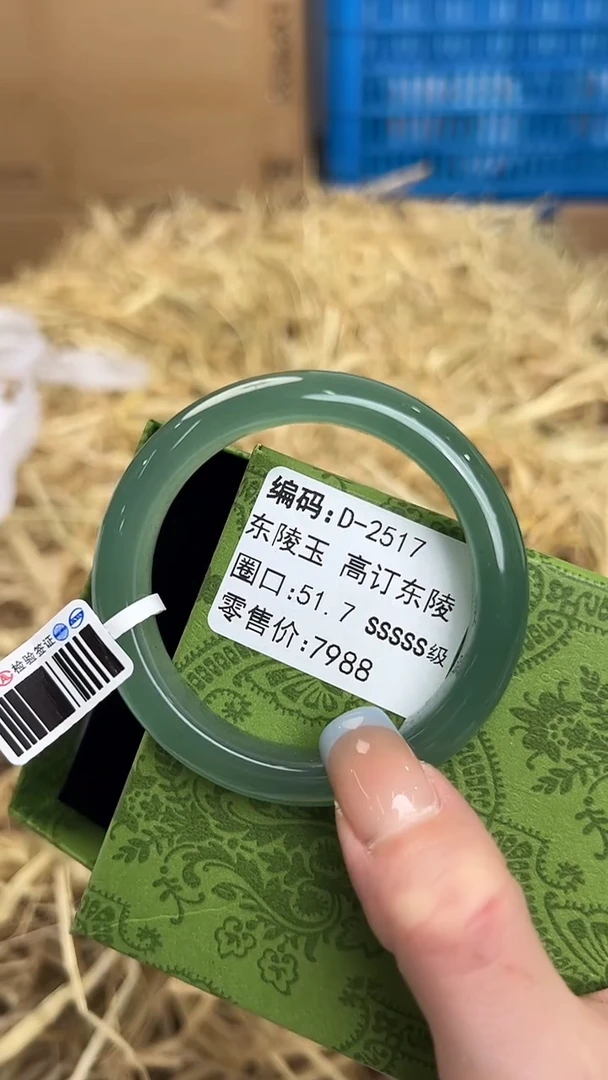 编码:D-2517
东陵玉 高订东陵
圈口:51.7 SSSSS级
零售价:7988
检验鉴证